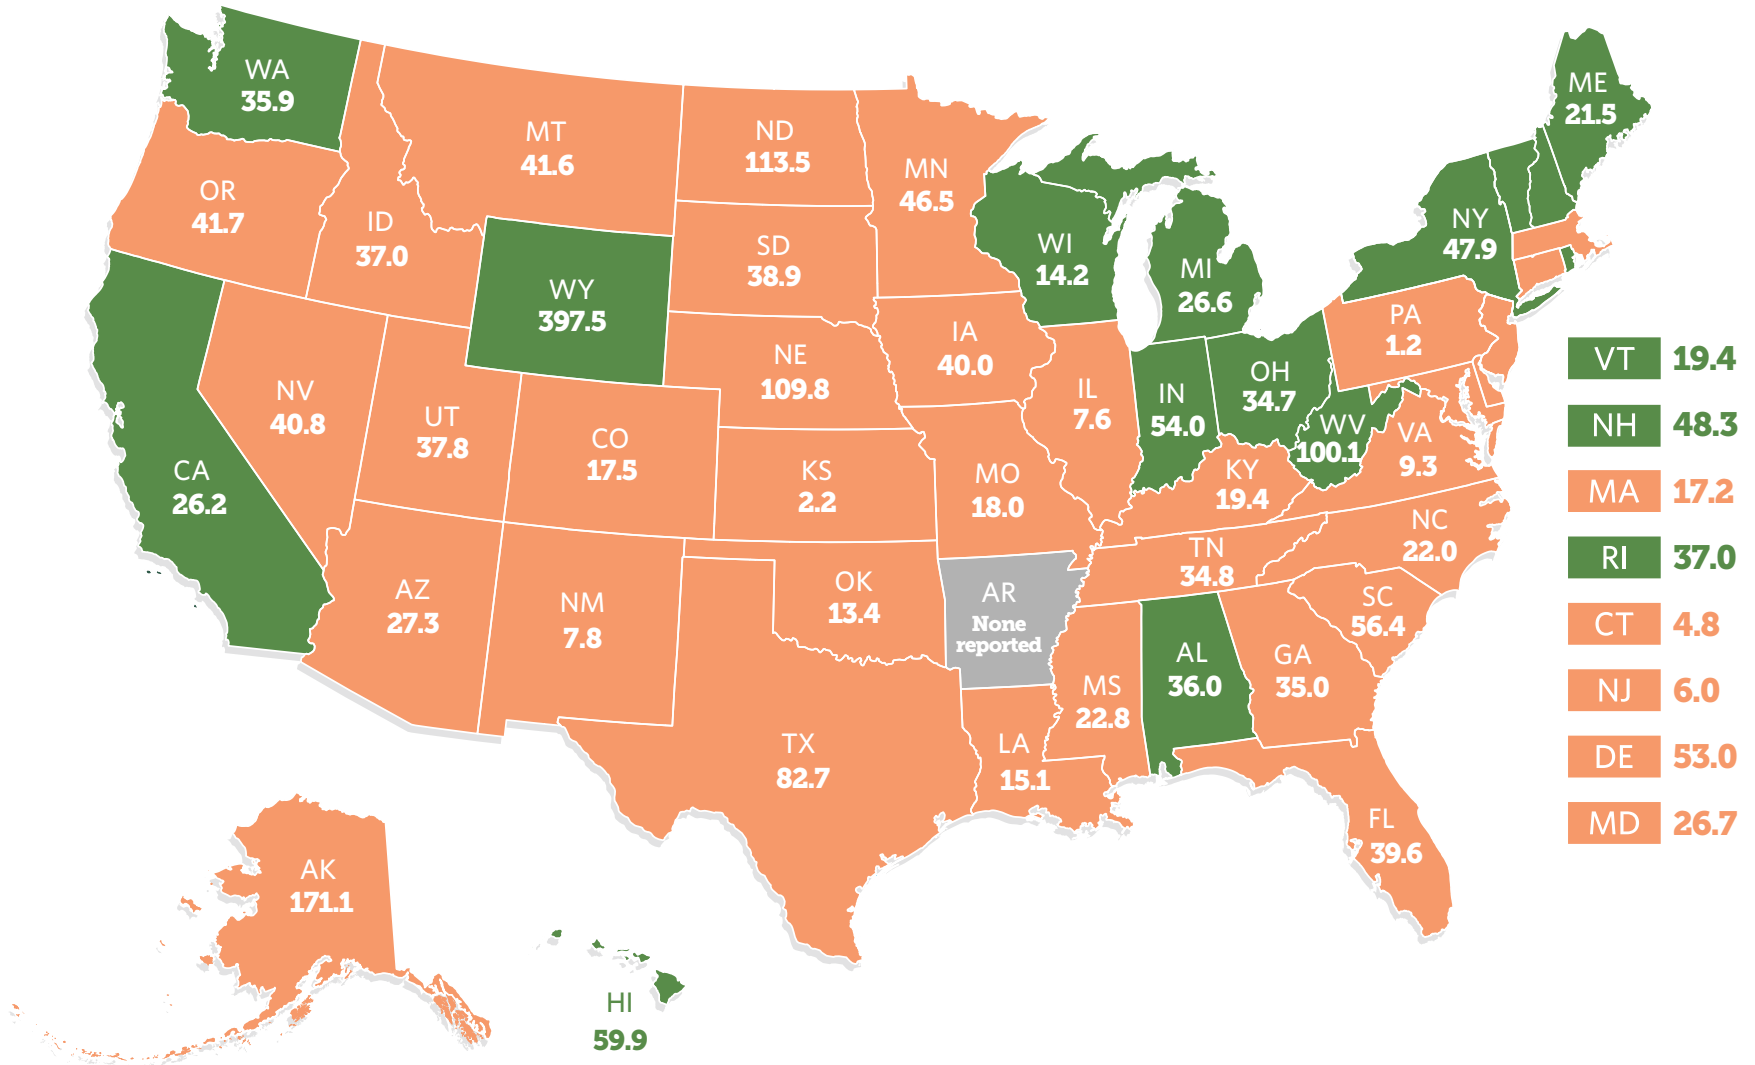 WA
35.9
OR
41.7
CA
26.2
ID
37.0
NV
40.8
MT
41.6
WY
397.5
UT
37.8
AZ
27.3
CO
17.5
NM
7.8
ND
113.5
SD
38.9
NE
109.8
KS
2.2
OK
13.4
TX
82.7
MN
46.5
IA
40.0
MO
18.0
AR
None
reported
LA
15.1
WI
14.2
IL
7.6
MI
26.6
IN
54.0
OH
34.7
KY
19.4
TN
34.8
MS
22.8
AL
36.0
GA
35.0
FL
39.6
SC
56.4
NC
22.0
VA
9.3
WV
100.1
PA
1.2
NY
47.9
ME
21.5
VT 19.4
NH 48.3
MA 17.2
RI 37.0
CT 4.8
NJ 6.0
DE 53.0
MD 26.7
AK
171.1
HI
59.9